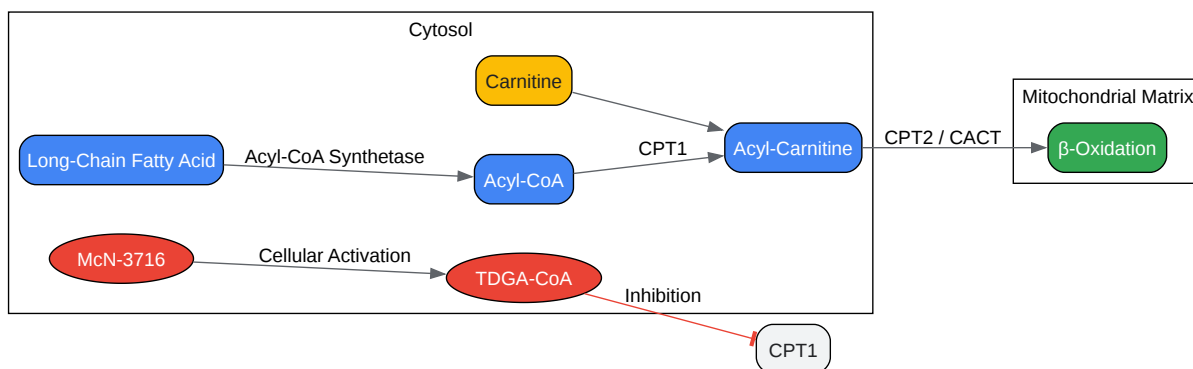 Cytosol
Carnitine
Mitochondrial Matrix
Long-Chain Fatty Acid
Acyl-CoA Synthetase
Acyl-CoA
CPT1
Acyl-Carnitine
CPT2 / CACT
β-Oxidation
McN-3716
Cellular Activation
TDGA-CoA
Inhibition
CPT1